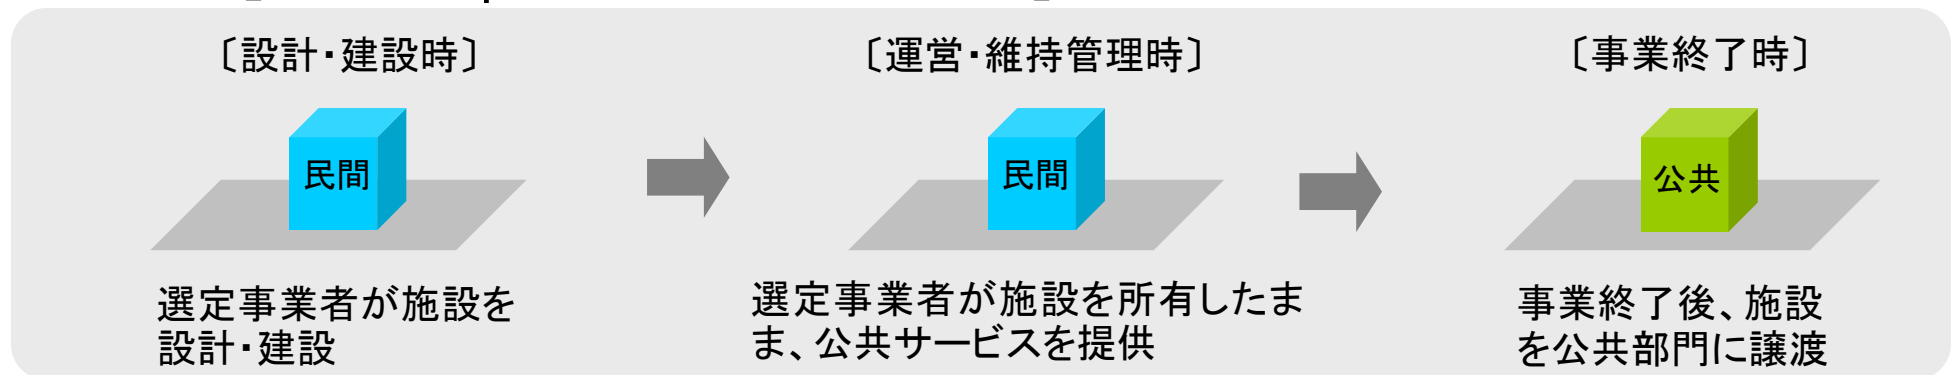 〔設計・建設時〕
〔運営・維持管理時〕
〔事業終了時〕
民間
民間
公共
選定事業者が施設を
設計・建設
選定事業者が施設を所有したま
ま、公共サービスを提供
事業終了後、施設
を公共部門に譲渡